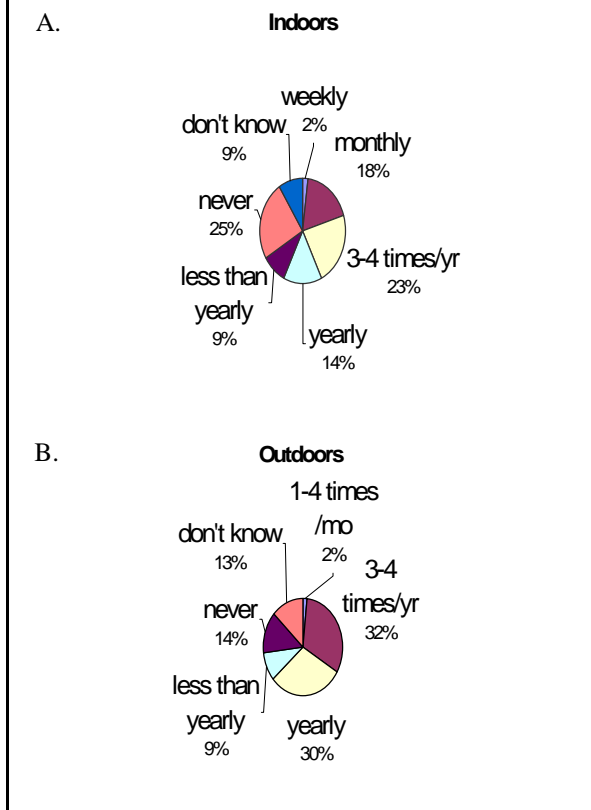 A.
Indoors
weekly
2%
don't know
9%
monthly
18%
never
25%
3-4 times/yr
23%
less than
yearly
9%
yearly
14%
B.
Outdoors
1-4 times
/mo
2%
don't know
13%
3-4
times/yr
32%
never
14%
less than
yearly
9%
yearly
30%